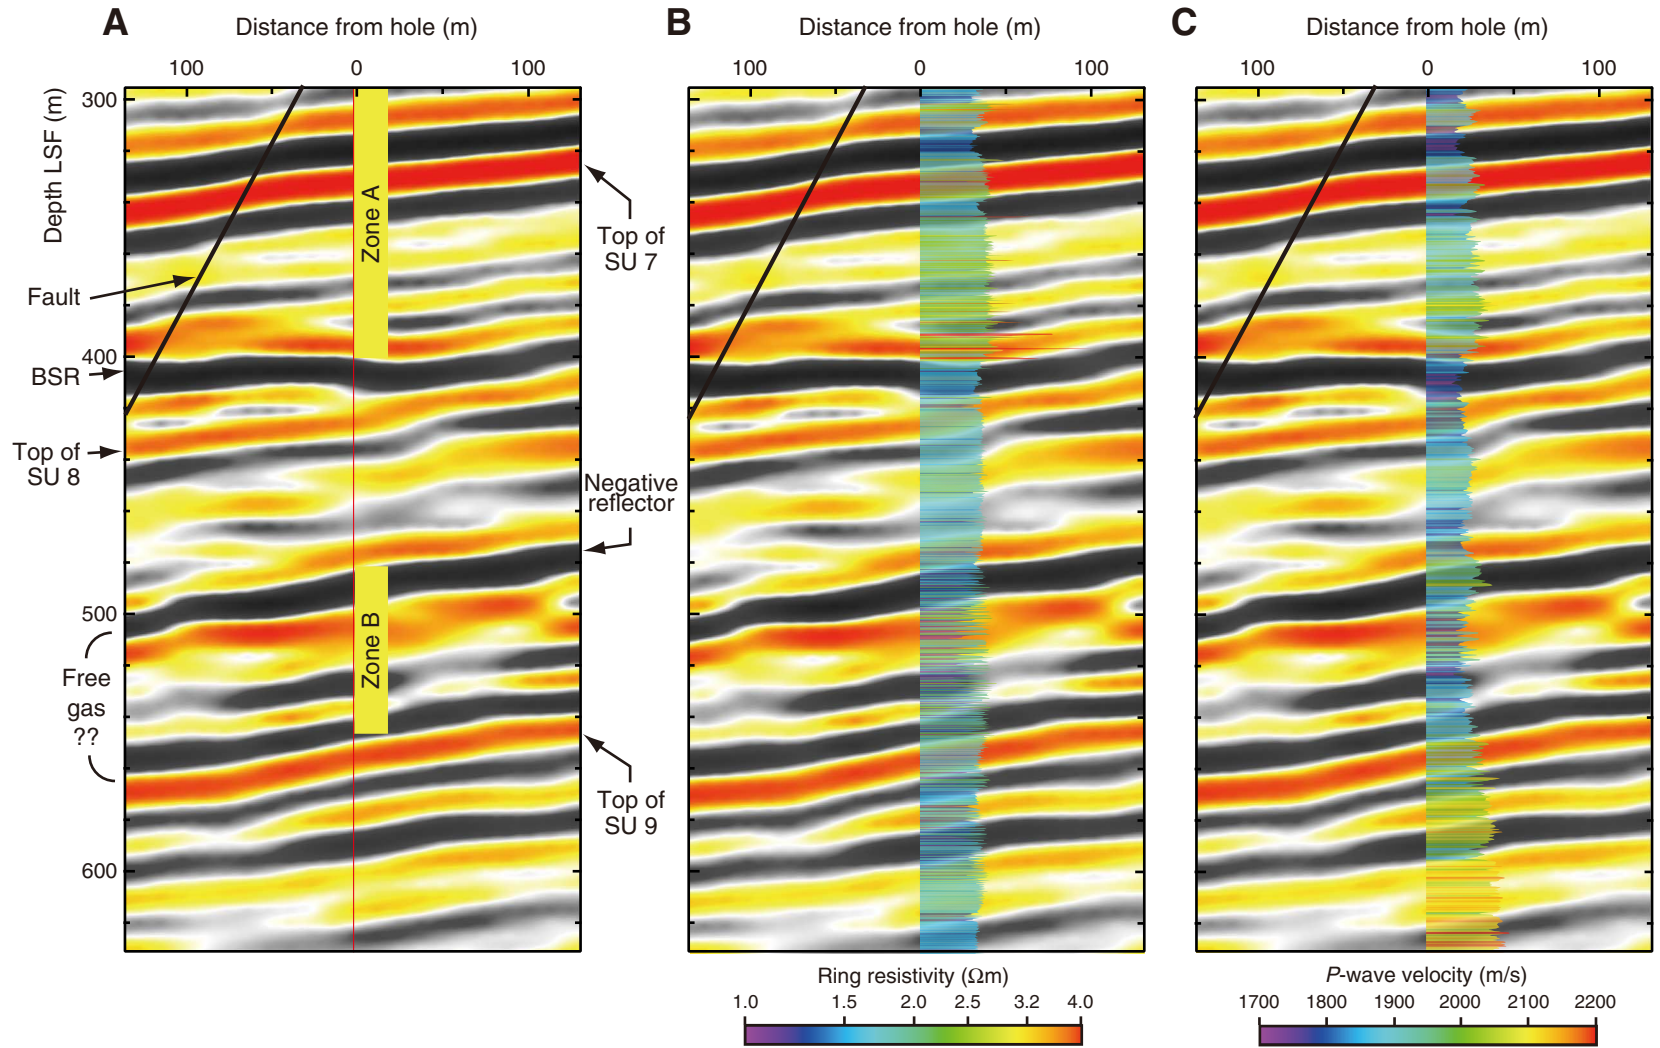 A
Distance from hole (m)
100 0 100
Depth LSF (m)
300
400
500
600
Fault
BSR
Top of
SU 8
Free
gas
??
Zone A
Zone B
Top of
SU 7
Negative
reflector
Top of
SU 9
B
Distance from hole (m)
100 0 100
Ring resistivity (Ωm)
1.0 1.5 2.0 2.5 3.2 4.0
C
Distance from hole (m)
100 0 100
P-wave velocity (m/s)
1700 1800 1900 2000 2100 2200